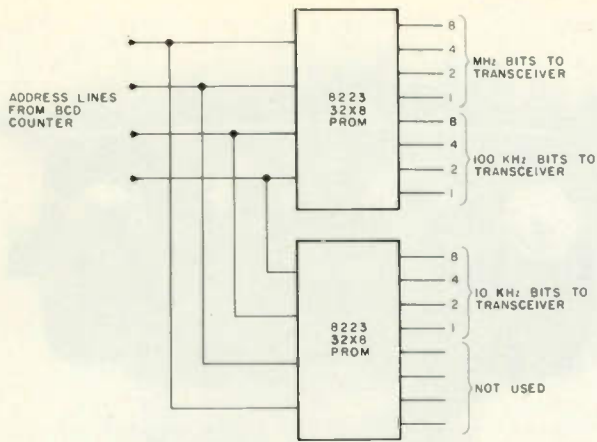 ADDRESS LINES
FROM BCD
COUNTER
8223
32X8
PROM
8
4
2
1
MHz BITS TO
TRANSCEIVER
8
4
2
1
100 KHz BITS TO
TRANSCEIVER
8223
32X8
PROM
8
4
2
1
10 KHz BITS TO
TRANSCEIVER
NOT USED